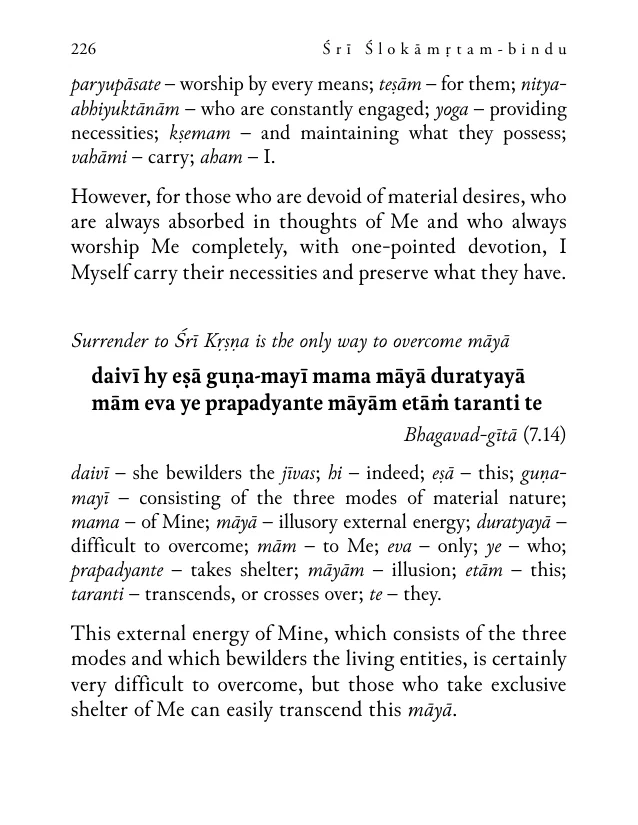 226 Śrī Ślokāmṛtam-bindu
paryupāsate – worship by every means; teṣām – for them; nitya-
abhiyuktānām – who are constantly engaged; yoga – providing
necessities; kṣemam – and maintaining what they possess;
vahāmi – carry; aham – I.
However, for those who are devoid of material desires, who
are always absorbed in thoughts of Me and who always
worship Me completely, with one-pointed devotion, I
Myself carry their necessities and preserve what they have.
Surrender to Śrī Kṛṣṇa is the only way to overcome māyā
daivī hy eṣā guṇa-mayī mama māyā duratyayā
mām eva ye prapadyante māyām etāṁ taranti te
Bhagavad-gītā (7.14)
daivī – she bewilders the jīvas; hi – indeed; eṣā – this; guṇa-
mayī – consisting of the three modes of material nature;
mama – of Mine; māyā – illusory external energy; duratyayā –
difficult to overcome; mām – to Me; eva – only; ye – who;
prapadyante – takes shelter; māyām – illusion; etām – this;
taranti – transcends, or crosses over; te – they.
This external energy of Mine, which consists of the three
modes and which bewilders the living entities, is certainly
very difficult to overcome, but those who take exclusive
shelter of Me can easily transcend this māyā.